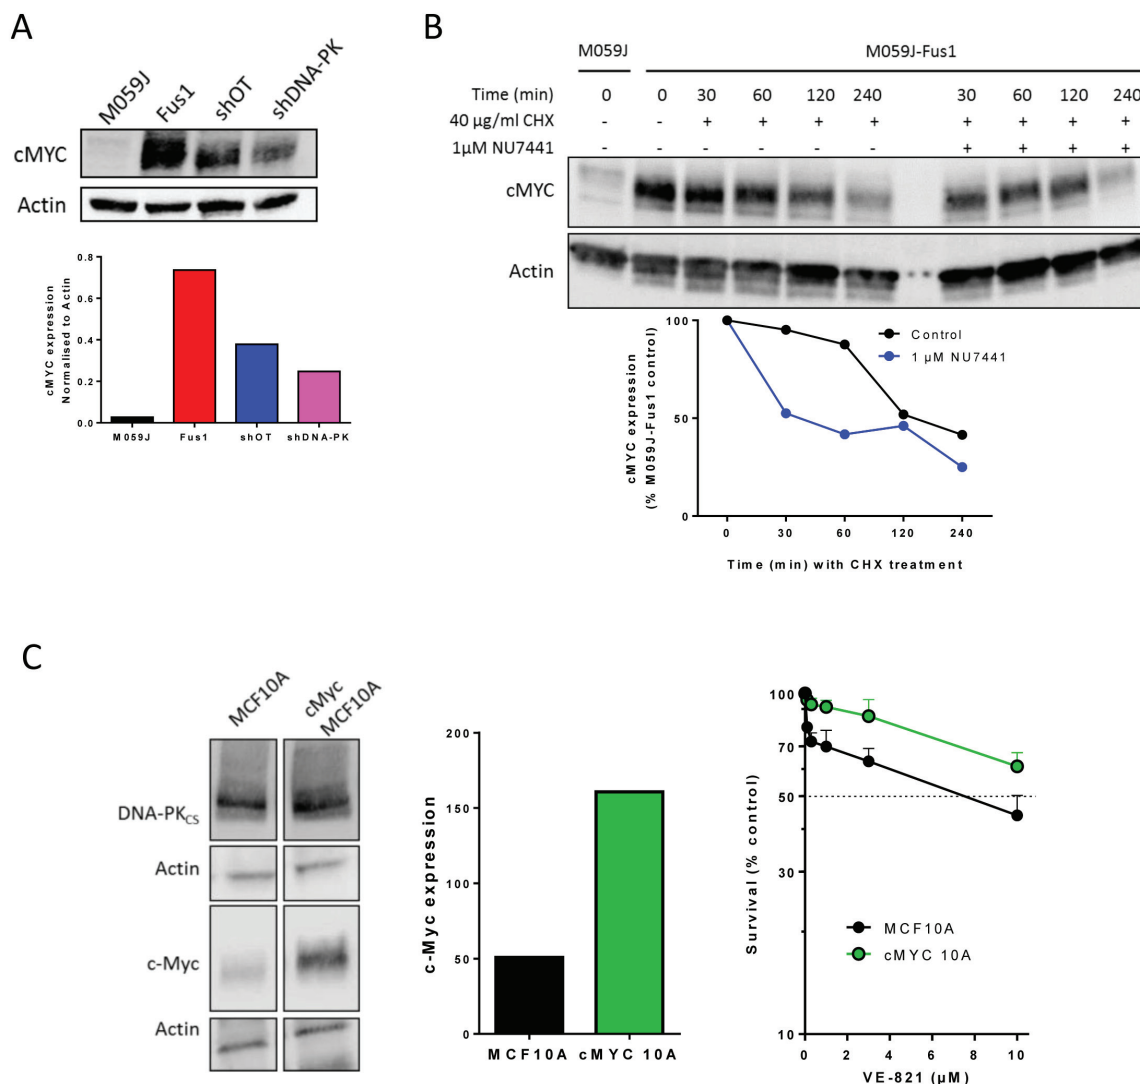 A
M059J Fus1 shOT shDNA-PK
cMYC
Actin
cMYC expression
Normalised to Actin
0.8
0.6
0.4
0.2
0.0
M059J Fus1 shOT shDNA-PK
B
M059J M059J-Fus1
Time (min) 0 0 30 60 120 240 30 60 120 240
40 µg/ml CHX - - + + + + + + + +
1µM NU7441 - - - - - - + + + +
cMYC
Actin
cMYC expression
(% M059J-Fus1 control)
100
50
0
Control
1 µM NU7441
0 30 60 120 240
Time (min) with CHX treatment
C
MCF10A cMyc MCF10A
DNA-PKCS
Actin
c-Myc
Actin
c-Myc expression
200
150
100
50
0
MCF10A cMYC 10A
Survival (% control)
100
70
50
30
10
MCF10A
cMYC 10A
0 2 4 6 8 10
VE-821 (µM)